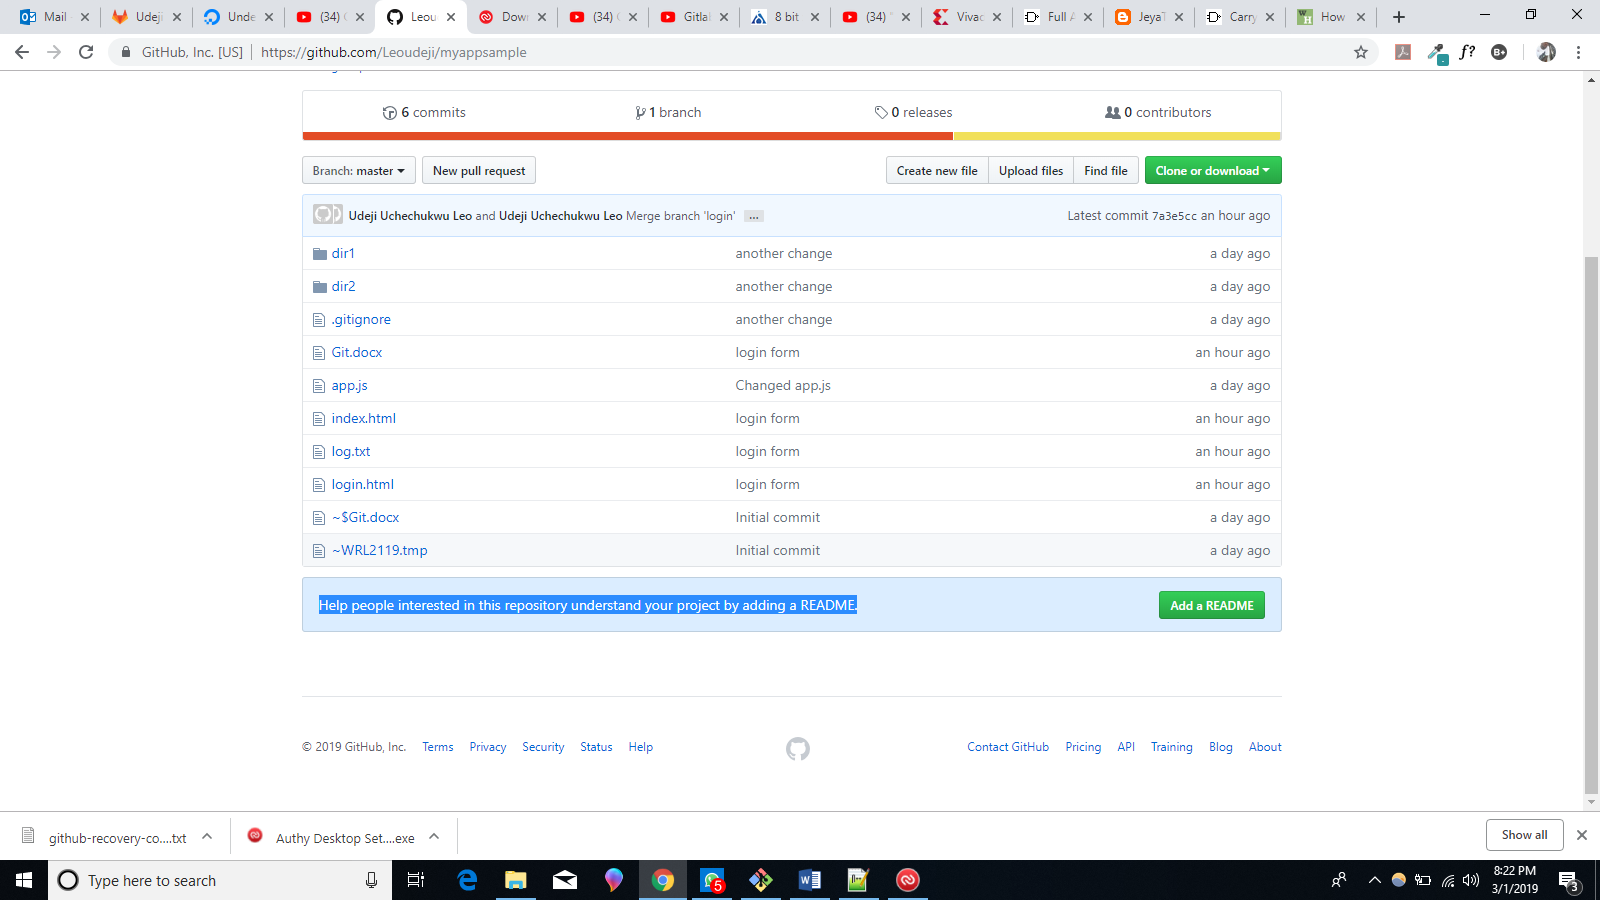 Mail
Udeji
Unde
(34) (
Leou
Dow
(34) (
Gitla
8 bit
(34) "
Vivac
Full A
Jeya
Carry
How
GitHub, Inc. [US] | https://github.com/Leoudeji/myappsample
6 commits
1 branch
0 releases
0 contributors
Branch: master
New pull request
Create new file
Upload files
Find file
Clone or download
Udeji Uchechukwu Leo and Udeji Uchechukwu Leo Merge branch 'login' ...
Latest commit 7a3e5cc an hour ago
dir1 another change a day ago
dir2 another change a day ago
.gitignore another change a day ago
Git.docx login form an hour ago
app.js Changed app.js a day ago
index.html login form an hour ago
log.txt login form an hour ago
login.html login form an hour ago
~$Git.docx Initial commit a day ago
~WRL2119.tmp Initial commit a day ago
Help people interested in this repository understand your project by adding a README.
Add a README
© 2019 GitHub, Inc. Terms Privacy Security Status Help
Contact GitHub Pricing API Training Blog About
github-recovery-co....txt
Authy Desktop Set....exe
Show all
Type here to search
5
8:22 PM
3/1/2019
3